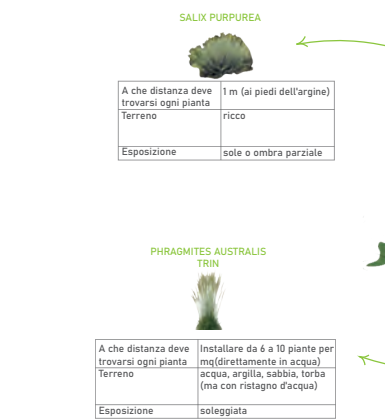 SALIX PURPUREA
A che distanza deve trovarsi ogni pianta 1 m (ai piedi dell'argine)
Terreno ricco
Esposizione sole o ombra parziale
PHRAGMITES AUSTRALIS
TRIN
A che distanza deve trovarsi ogni pianta Installare da 6 a 10 piante per mq(direttamente in acqua)
Terreno acqua, argilla, sabbia, torba (ma con ristagno d'acqua)
Esposizione soleggiata